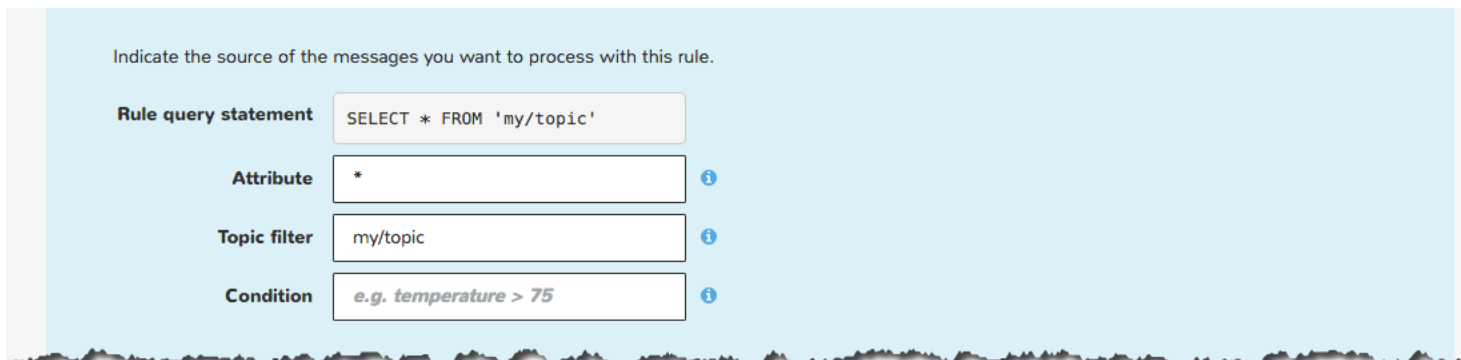 Indicate the source of the messages you want to process with this rule.
Rule query statement SELECT * FROM 'my/topic'
Attribute *
Topic filter my/topic
Condition e.g. temperature > 75